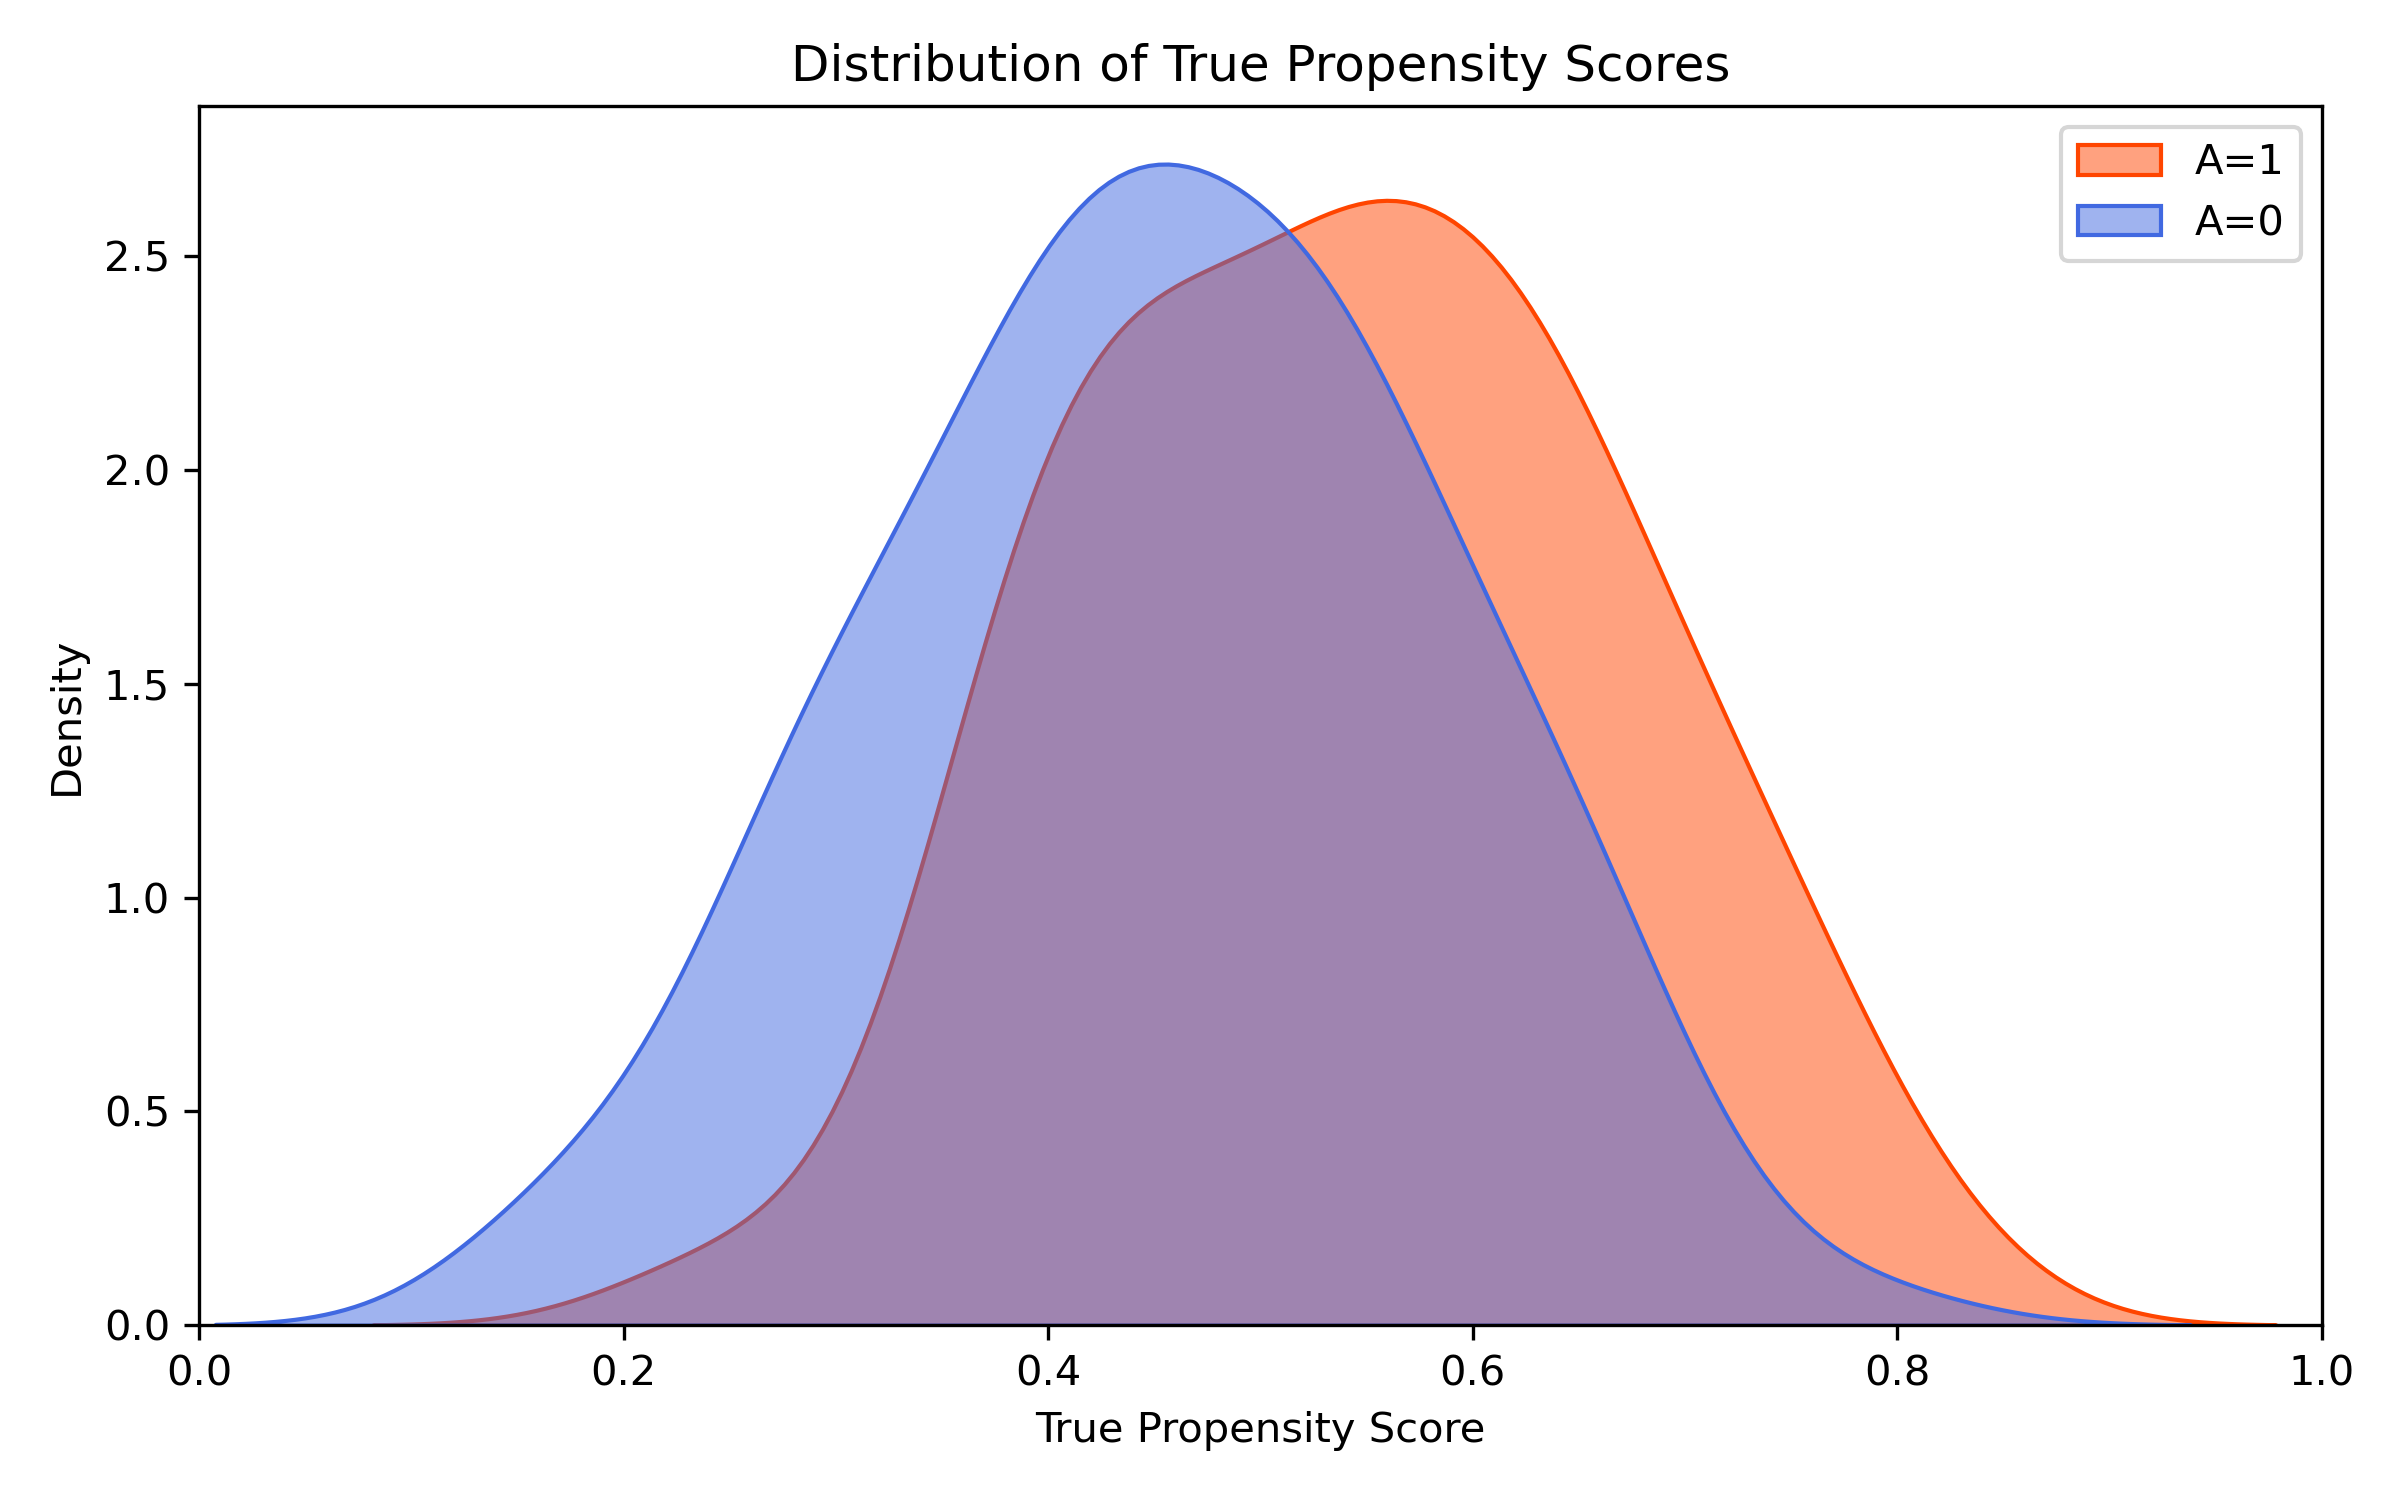 Distribution of True Propensity Scores
A=1
A=0
Density
2.5
2.0
1.5
1.0
0.5
0.0
0.0 0.2 0.4 0.6 0.8 1.0
True Propensity Score